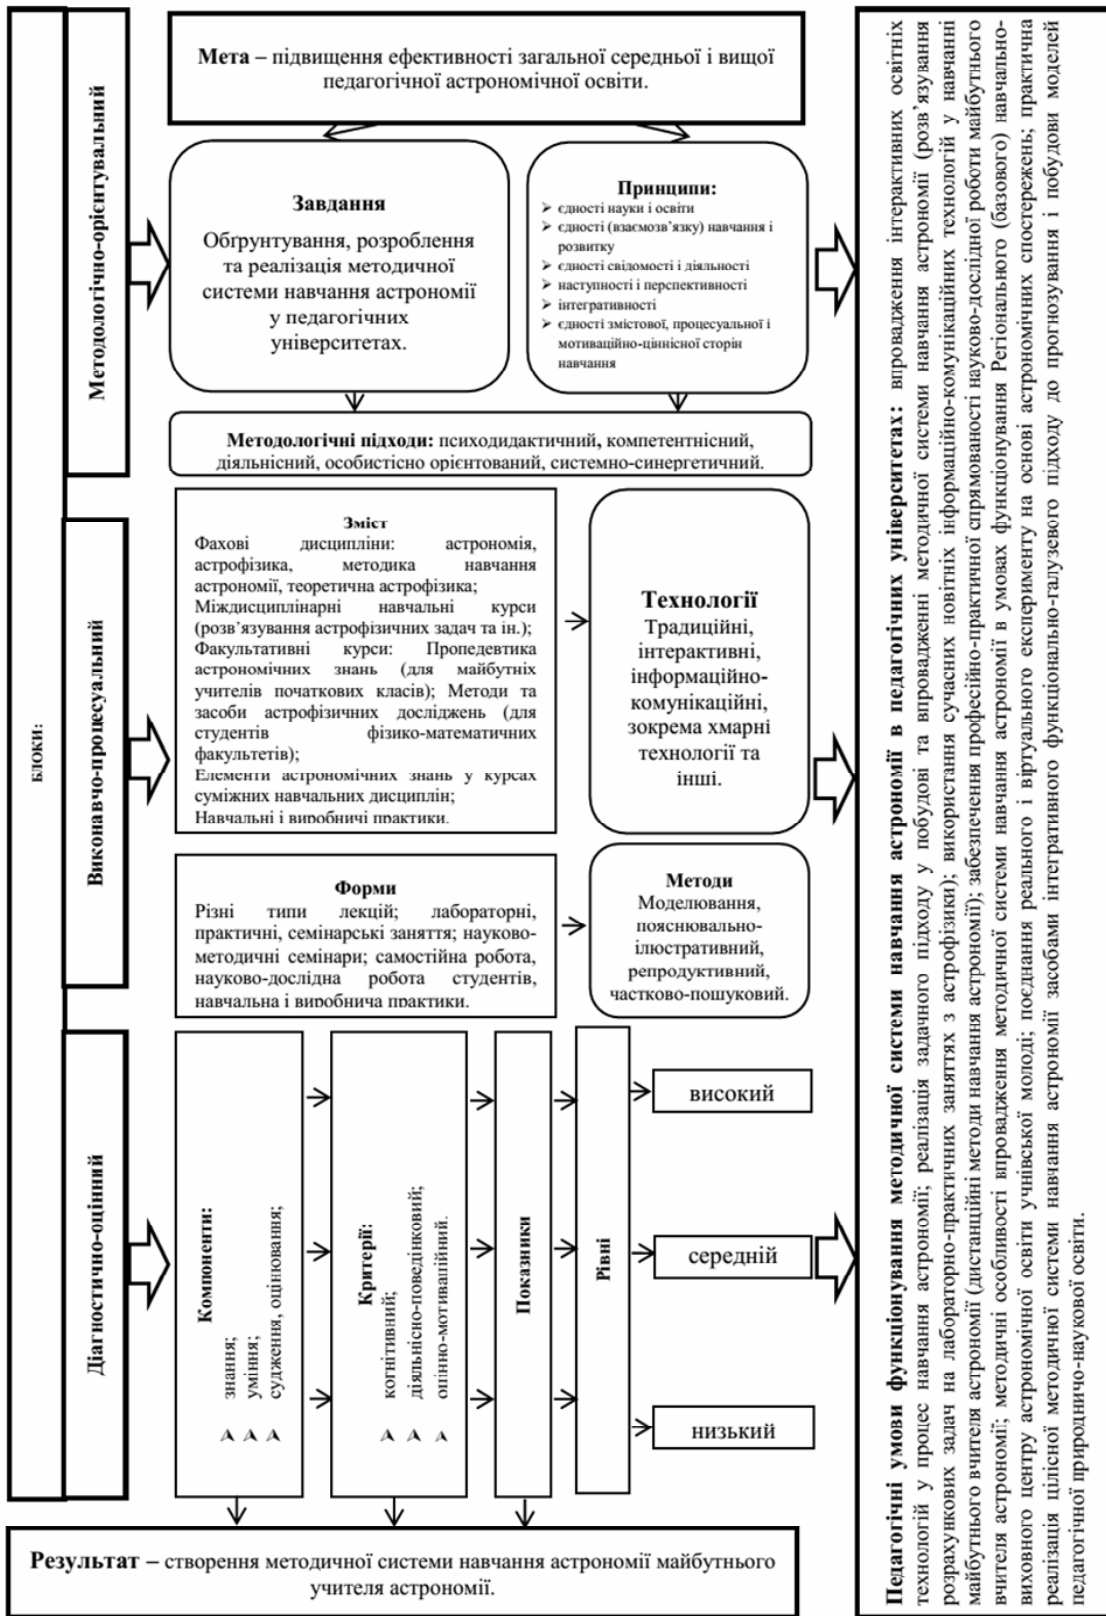 БЛОКИ:
Методологічно-орієнтувальний
Мета – підвищення ефективності загальної середньої і вищої
педагогічної астрономічної освіти.
Завдання
Обґрунтування, розроблення
та реалізація методичної
системи навчання астрономії
у педагогічних
університетах.
Принципи:
➢ єдності науки і освіти
➢ єдності (взаємозв’язку) навчання і
розвитку
➢ єдності свідомості і діяльності
➢ наступності і перспективності
➢ інтегративності
➢ єдності змістової, процесуальної і
мотиваційно-ціннісної сторін
навчання
Методологічні підходи: психодидактичний, компетентнісний,
діяльнісний, особистісно орієнтований, системно-синергетичний.
Виконавчо-процесуальний
Зміст
Фахові дисципліни: астрономія,
астрофізика, методика навчання
астрономії, теоретична астрофізика;
Міждисциплінарні навчальні курси
(розв’язування астрофізичних задач та ін.);
Факультативні курси: Пропедевтика
астрономічних знань (для майбутніх
учителів початкових класів); Методи та
засоби астрофізичних досліджень (для
студентів фізико-математичних
факультетів);
Елементи астрономічних знань у курсах
суміжних навчальних дисциплін;
Навчальні і виробничі практики.
Технології
Традиційні,
інтерактивні,
інформаційно-
комунікаційні,
зокрема хмарні
технології та
інші.
Форми
Різні типи лекцій; лабораторні,
практичні, семінарські заняття; науково-
методичні семінари; самостійна робота,
науково-дослідна робота студентів,
навчальна і виробнича практики.
Методи
Моделювання,
пояснювально-
ілюстративний,
репродуктивний,
частково-пошуковий.
Діагностично-оцінний
Компоненти:
➢ знання;
➢ уміння;
➢ судження, оцінювання;
Критерії:
➢ когнітивний;
➢ діяльнісно-поведінковий;
➢ оцінно-мотиваційний.
Показники
Рівні
високий
середній
низький
Результат – створення методичної системи навчання астрономії майбутнього
учителя астрономії.
Педагогічні умови функціонування методичної системи навчання астрономії в педагогічних університетах: впровадження інтерактивних освітніх
технологій у процес навчання астрономії; реалізація задачного підходу у побудові та впровадженні методичної системи навчання астрономії (розв’язування
розрахункових задач на лабораторно-практичних заняттях з астрофізики); використання сучасних новітніх інформаційно-комунікаційних технологій у навчанні
майбутнього вчителя астрономії (дистанційні методи навчання астрономії); забезпечення професійно-практичної спрямованості науково-дослідної роботи майбутнього
вчителя астрономії; методичні особливості впровадження методичної системи навчання астрономії в умовах функціонування Регіонального (базового) навчально-
виховного центру астрономічної освіти учнівської молоді; поєднання реального і віртуального експерименту на основі астрономічних спостережень; практична
реалізація цілісної методичної системи навчання астрономії засобами інтегративного функціонально-галузевого підходу до прогнозування і побудови моделей
педагогічної природничо-наукової освіти.